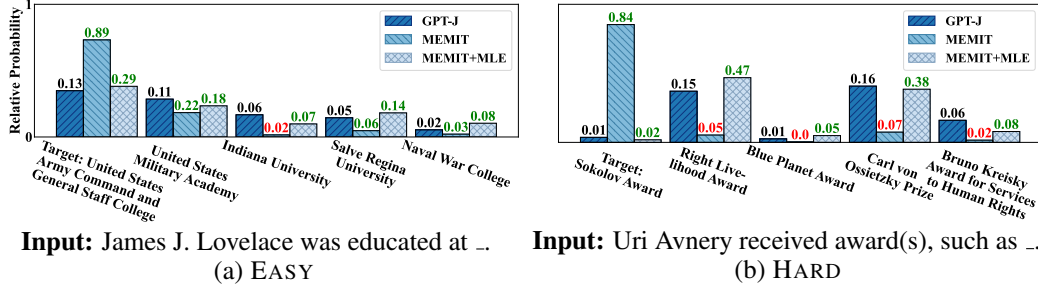 Relative Probability
1
0
0.13
0.89
0.29
0.11
0.22
0.18
0.06
0.02
0.07
0.05
0.06
0.14
0.02
0.03
0.08
GPT-J
MEMIT
MEMIT+MLE
Target: United States
Army Command and
General Staff College
United States
Military Academy
Indiana University
Salve Regina
University
Naval War College
Input: James J. Lovelace was educated at _.
(a) EASY
0.01
0.84
0.02
0.15
0.05
0.47
0.01
0.0
0.05
0.16
0.07
0.38
0.06
0.02
0.08
GPT-J
MEMIT
MEMIT+MLE
Target:
Sokolov Award
Right Live-
lihood Award
Blue Planet Award
Carl von
Ossietzky Prize
Bruno Kreisky
Award for Services
to Human Rights
Input: Uri Avnery received award(s), such as _.
(b) HARD